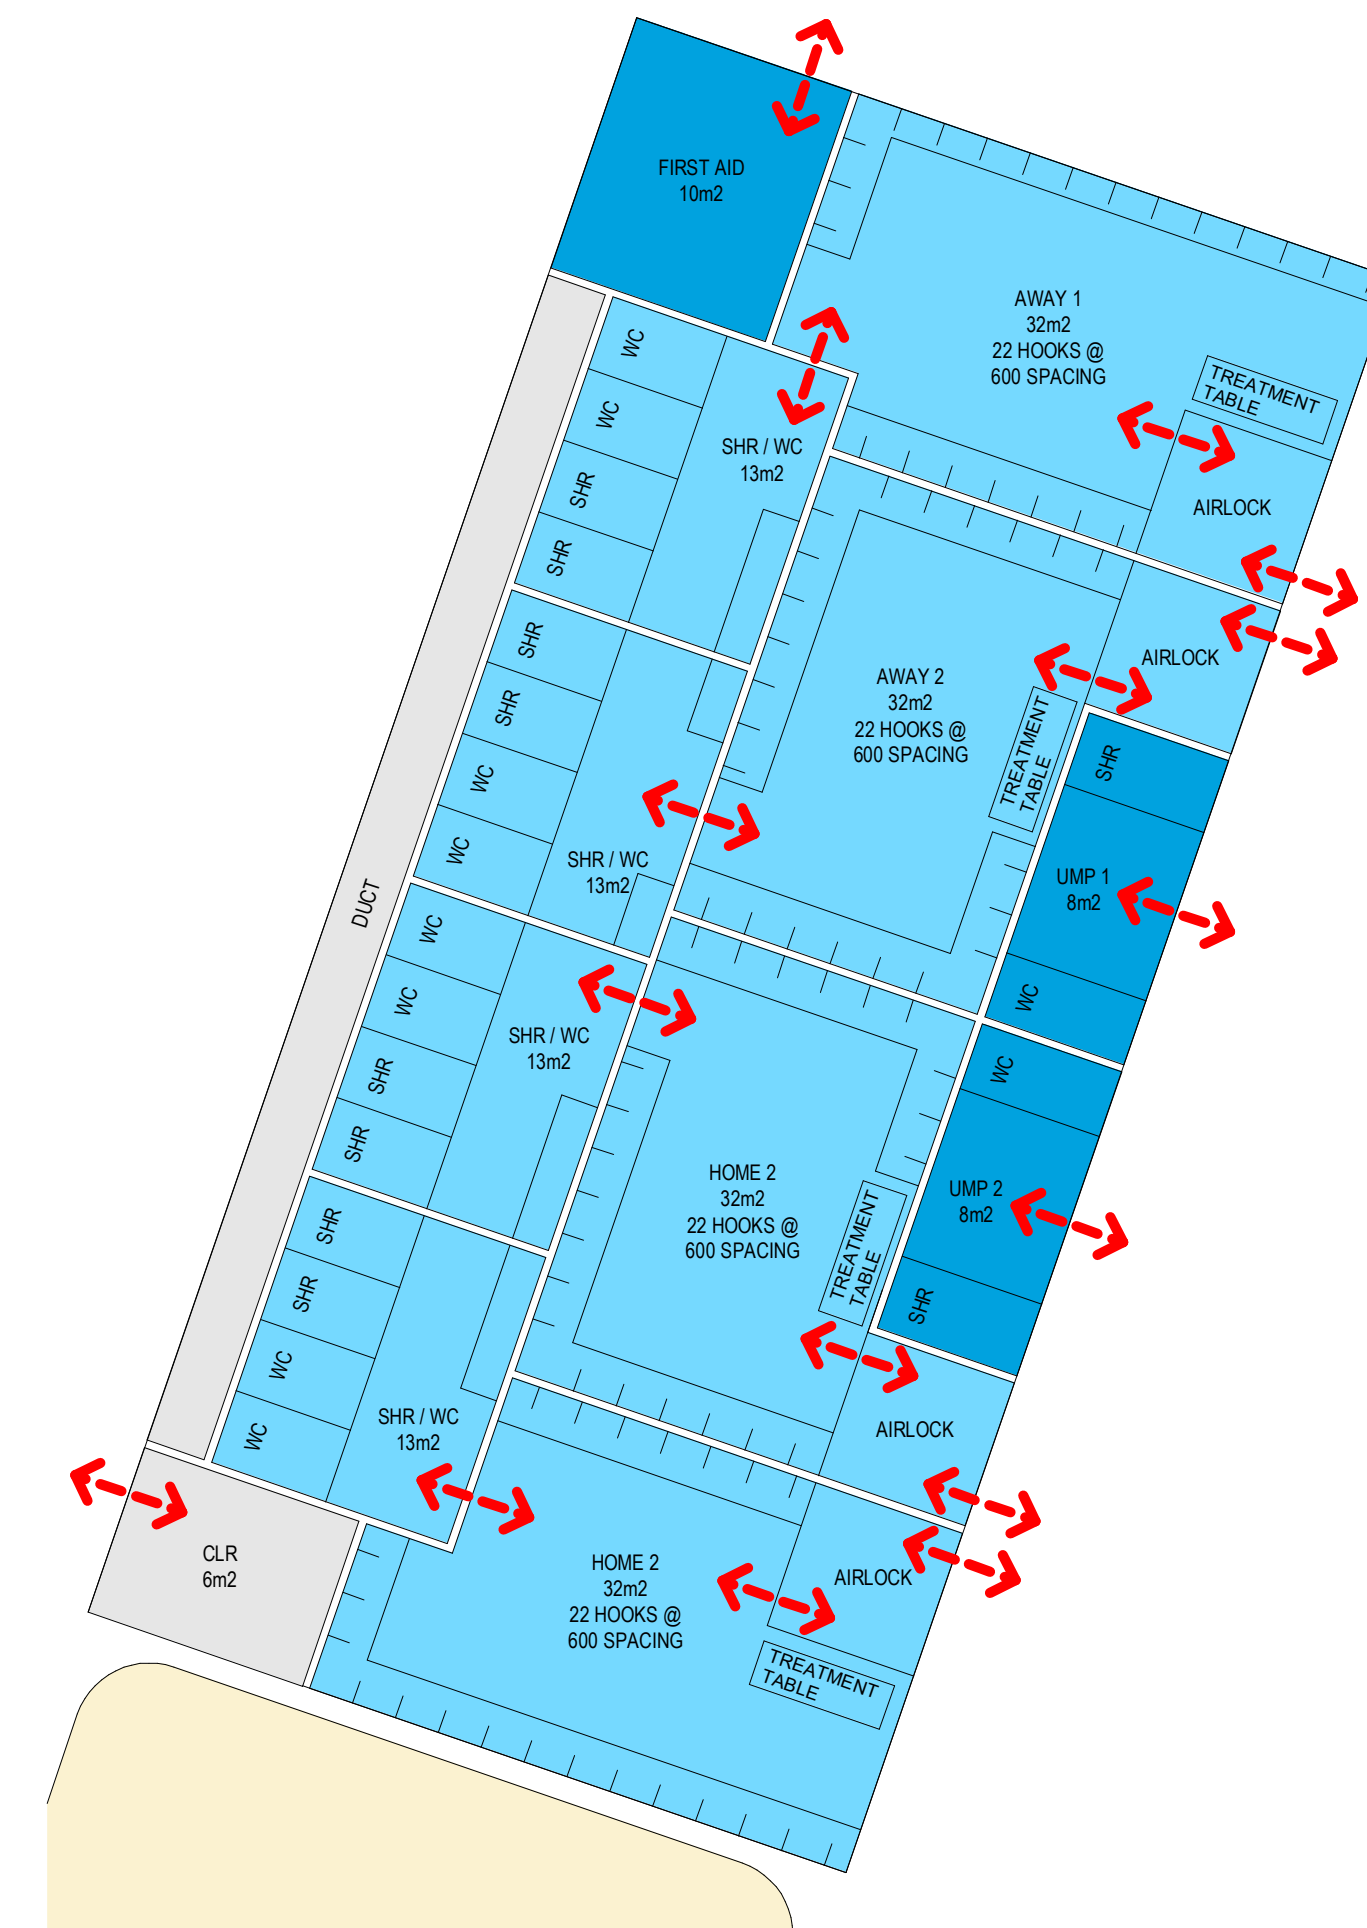 FIRST AID
10m2
AWAY 1
32m2
22 HOOKS @
600 SPACING
TREATMENT
TABLE
AIRLOCK
WC
WC
SHR
SHR
SHR / WC
13m2
AWAY 2
32m2
22 HOOKS @
600 SPACING
TREATMENT
TABLE
AIRLOCK
SHR
SHR
WC
WC
SHR / WC
13m2
SHR
UMP 1
8m2
WC
DUCT
WC
WC
SHR
SHR
SHR / WC
13m2
HOME 2
32m2
22 HOOKS @
600 SPACING
TREATMENT
TABLE
AIRLOCK
WC
UMP 2
8m2
SHR
SHR
SHR
WC
WC
SHR / WC
13m2
CLR
6m2
HOME 2
32m2
22 HOOKS @
600 SPACING
AIRLOCK
TREATMENT
TABLE